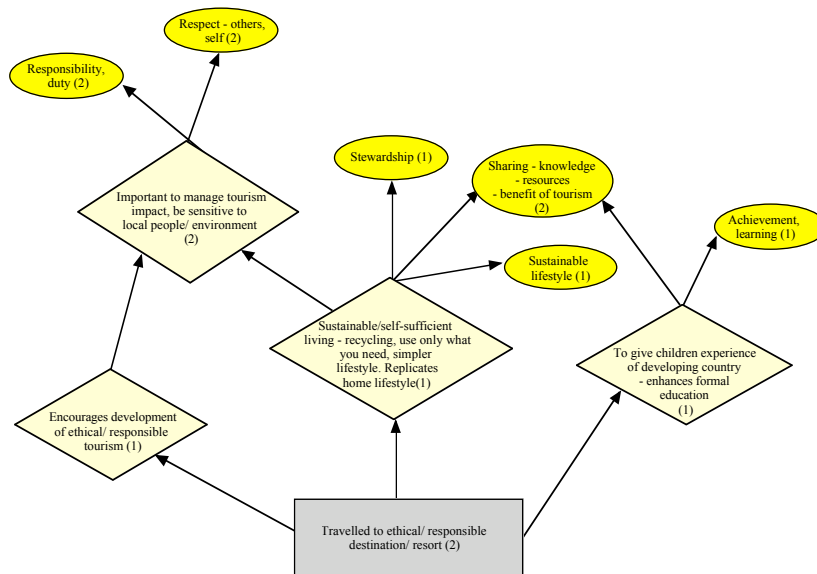 Respect - others,
self (2)
Responsibility,
duty (2)
Stewardship (1)
Sharing - knowledge
- resources
- benefit of tourism
(2)
Important to manage tourism
impact, be sensitive to
local people/ environment
(2)
Achievement,
learning (1)
Sustainable
lifestyle (1)
Sustainable/self-sufficient
living - recycling, use only what
you need, simpler
lifestyle. Replicates
home lifestyle(1)
To give children experience
of developing country
- enhances formal
education
(1)
Encourages development
of ethical/ responsible
tourism (1)
Travelled to ethical/ responsible
destination/ resort (2)